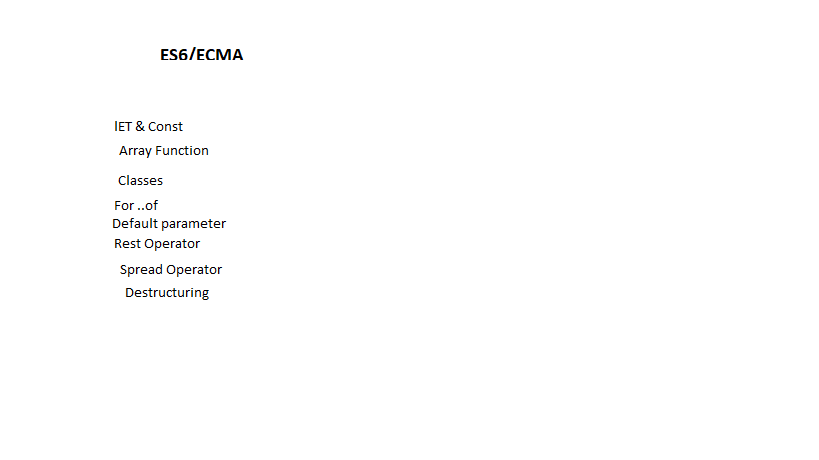 ES6/ECMA
lET & Const
Array Function
Classes
For ..of
Default parameter
Rest Operator
Spread Operator
Destructuring